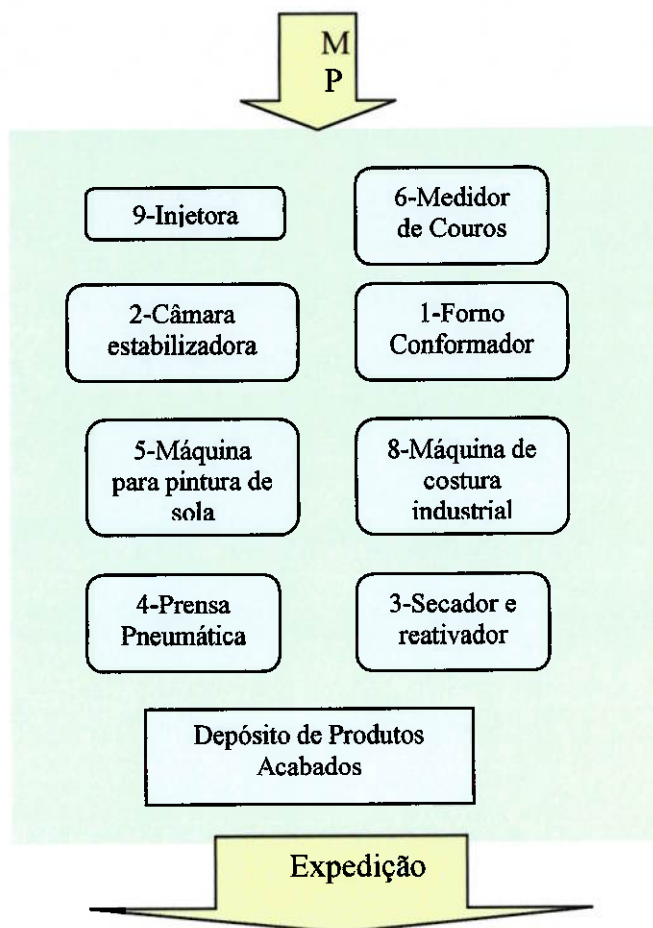 M
P
9-Injetora
6-Medidor
de Couros
2-Câmara
estabilizadora
1-Forno
Conformador
5-Máquina
para pintura de
sola
8-Máquina de
costura
industrial
4-Prensa
Pneumática
3-Secador e
reativador
Depósito de Produtos
Acabados
Expedição